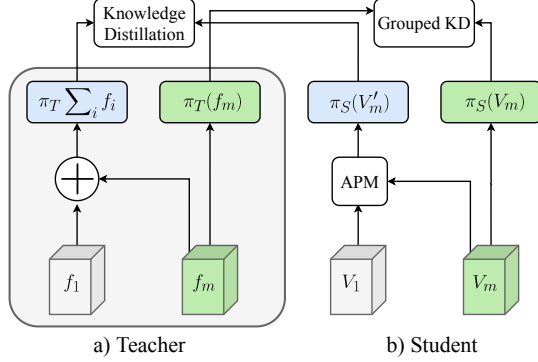 Knowledge
Distillation
Grouped KD
π_T ∑_i f_i
π_T(f_m)
π_S(V'_m)
π_S(V_m)
APM
f_1
f_m
V_1
V_m
a) Teacher
b) Student